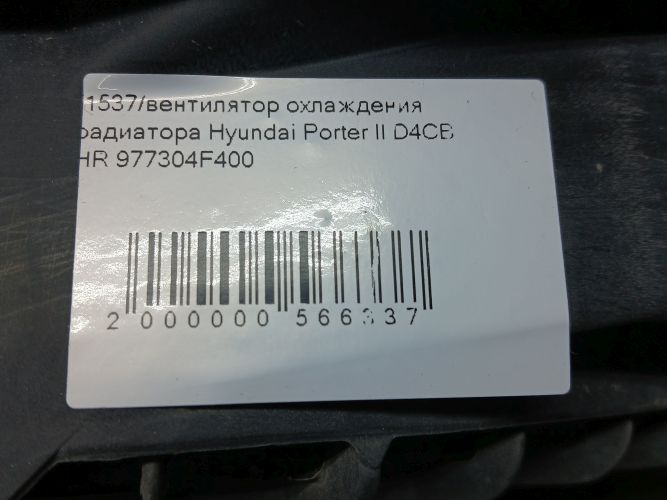 1537/вентилятор охлаждения
радиатора Hyundai Porter II D4CB
HR 977304F400
2 000000 566337